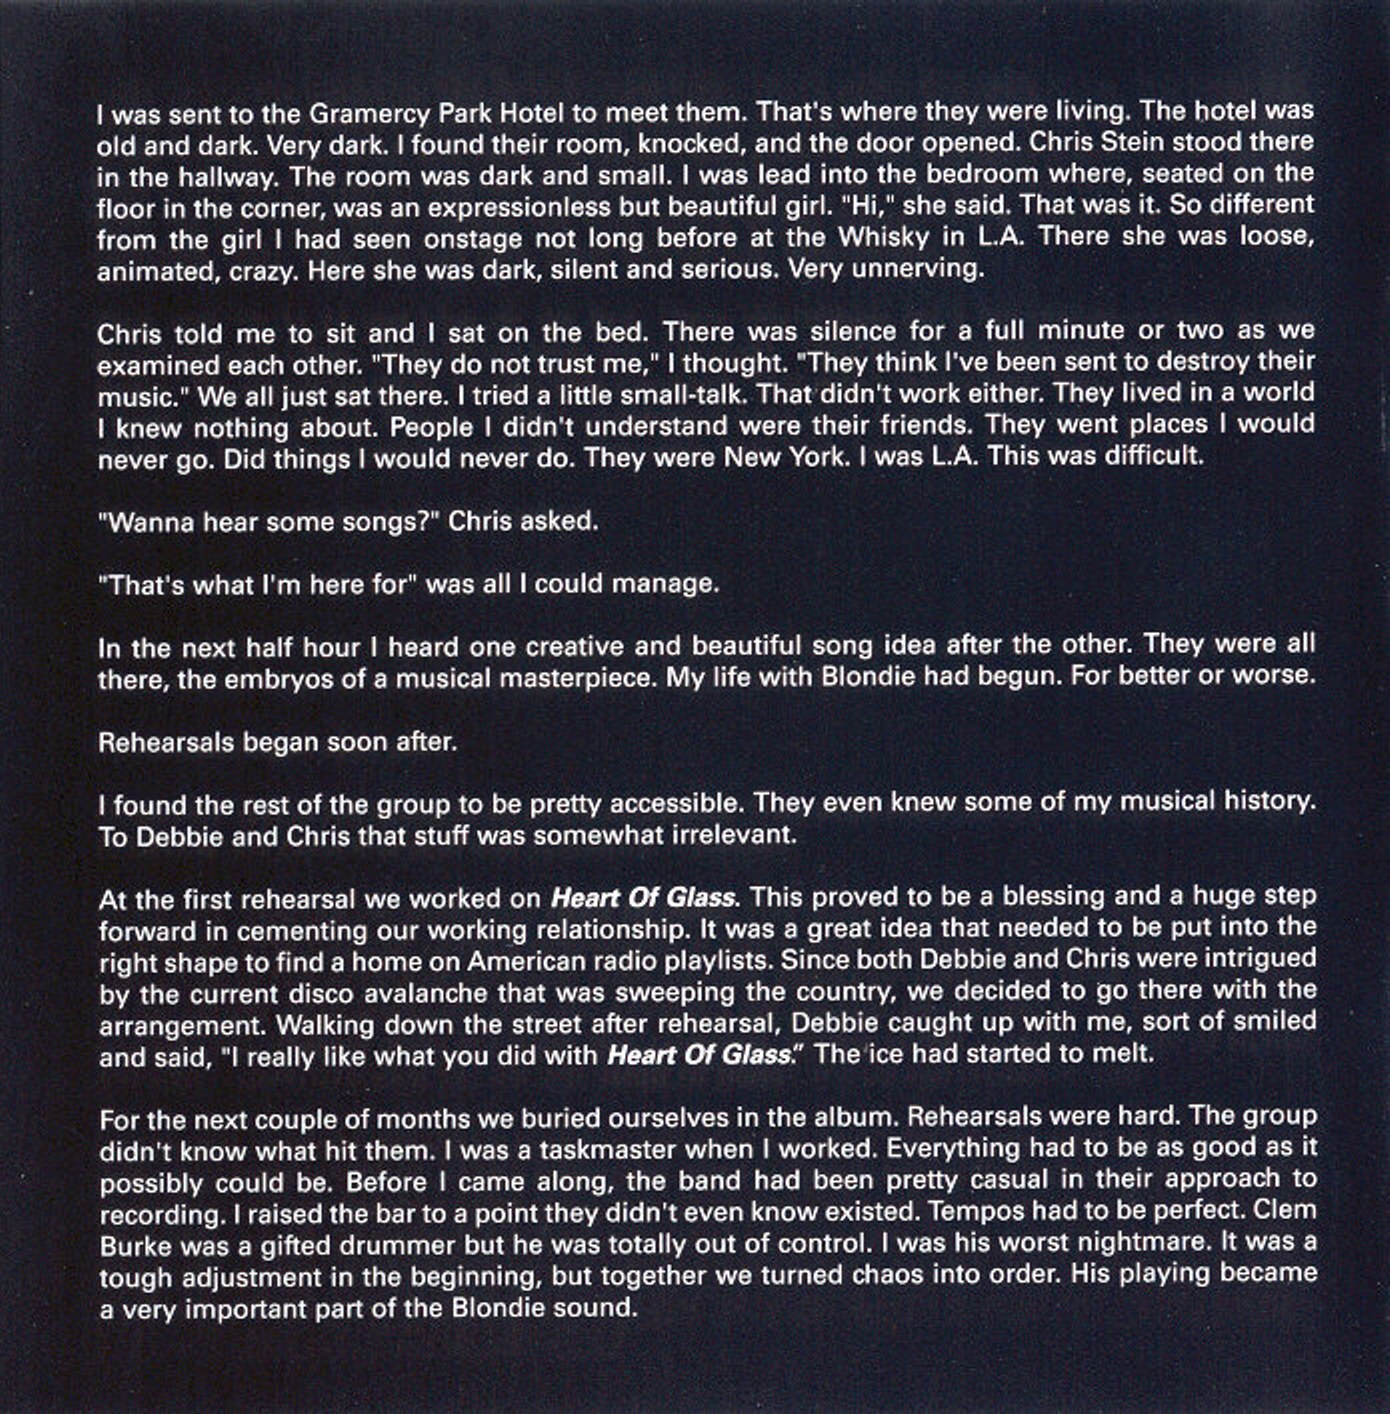 I was sent to the Gramercy Park Hotel to meet them. That's where they were living. The hotel was
old and dark. Very dark. I found their room, knocked, and the door opened. Chris Stein stood there
in the hallway. The room was dark and small. I was lead into the bedroom where, seated on the
floor in the corner, was an expressionless but beautiful girl. "Hi," she said. That was it. So different
from the girl I had seen onstage not long before at the Whisky in L.A. There she was loose,
animated, crazy. Here she was dark, silent and serious. Very unnerving.
Chris told me to sit and I sat on the bed. There was silence for a full minute or two as we
examined each other. "They do not trust me," I thought. "They think I've been sent to destroy their
music." We all just sat there. I tried a little small-talk. That didn't work either. They lived in a world
I knew nothing about. People I didn't understand were their friends. They went places I would
never go. Did things I would never do. They were New York. I was L.A. This was difficult.
"Wanna hear some songs?" Chris asked.
"That's what I'm here for" was all I could manage.
In the next half hour I heard one creative and beautiful song idea after the other. They were all
there, the embryos of a musical masterpiece. My life with Blondie had begun. For better or worse.
Rehearsals began soon after.
I found the rest of the group to be pretty accessible. They even knew some of my musical history.
To Debbie and Chris that stuff was somewhat irrelevant.
At the first rehearsal we worked on Heart Of Glass. This proved to be a blessing and a huge step
forward in cementing our working relationship. It was a great idea that needed to be put into the
right shape to find a home on American radio playlists. Since both Debbie and Chris were intrigued
by the current disco avalanche that was sweeping the country, we decided to go there with the
arrangement. Walking down the street after rehearsal, Debbie caught up with me, sort of smiled
and said, "I really like what you did with Heart Of Glass." The ice had started to melt.
For the next couple of months we buried ourselves in the album. Rehearsals were hard. The group
didn't know what hit them. I was a taskmaster when I worked. Everything had to be as good as it
possibly could be. Before I came along, the band had been pretty casual in their approach to
recording. I raised the bar to a point they didn't even know existed. Tempos had to be perfect. Clem
Burke was a gifted drummer but he was totally out of control. I was his worst nightmare. It was a
tough adjustment in the beginning, but together we turned chaos into order. His playing became
a very important part of the Blondie sound.